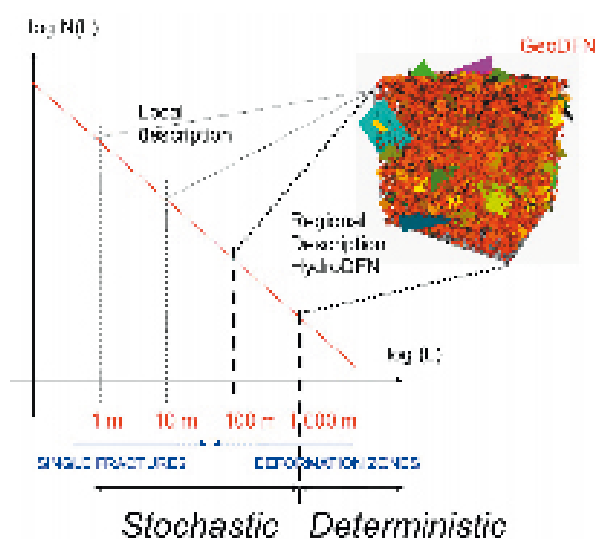 log N(L)
GeoDFN
Local
description
Regional
Description
HydroDFN
log (L)
1 m 10 m 100 m 1,000 m
SINGLE FRACTURES DEFORMATION ZONES
Stochastic Deterministic